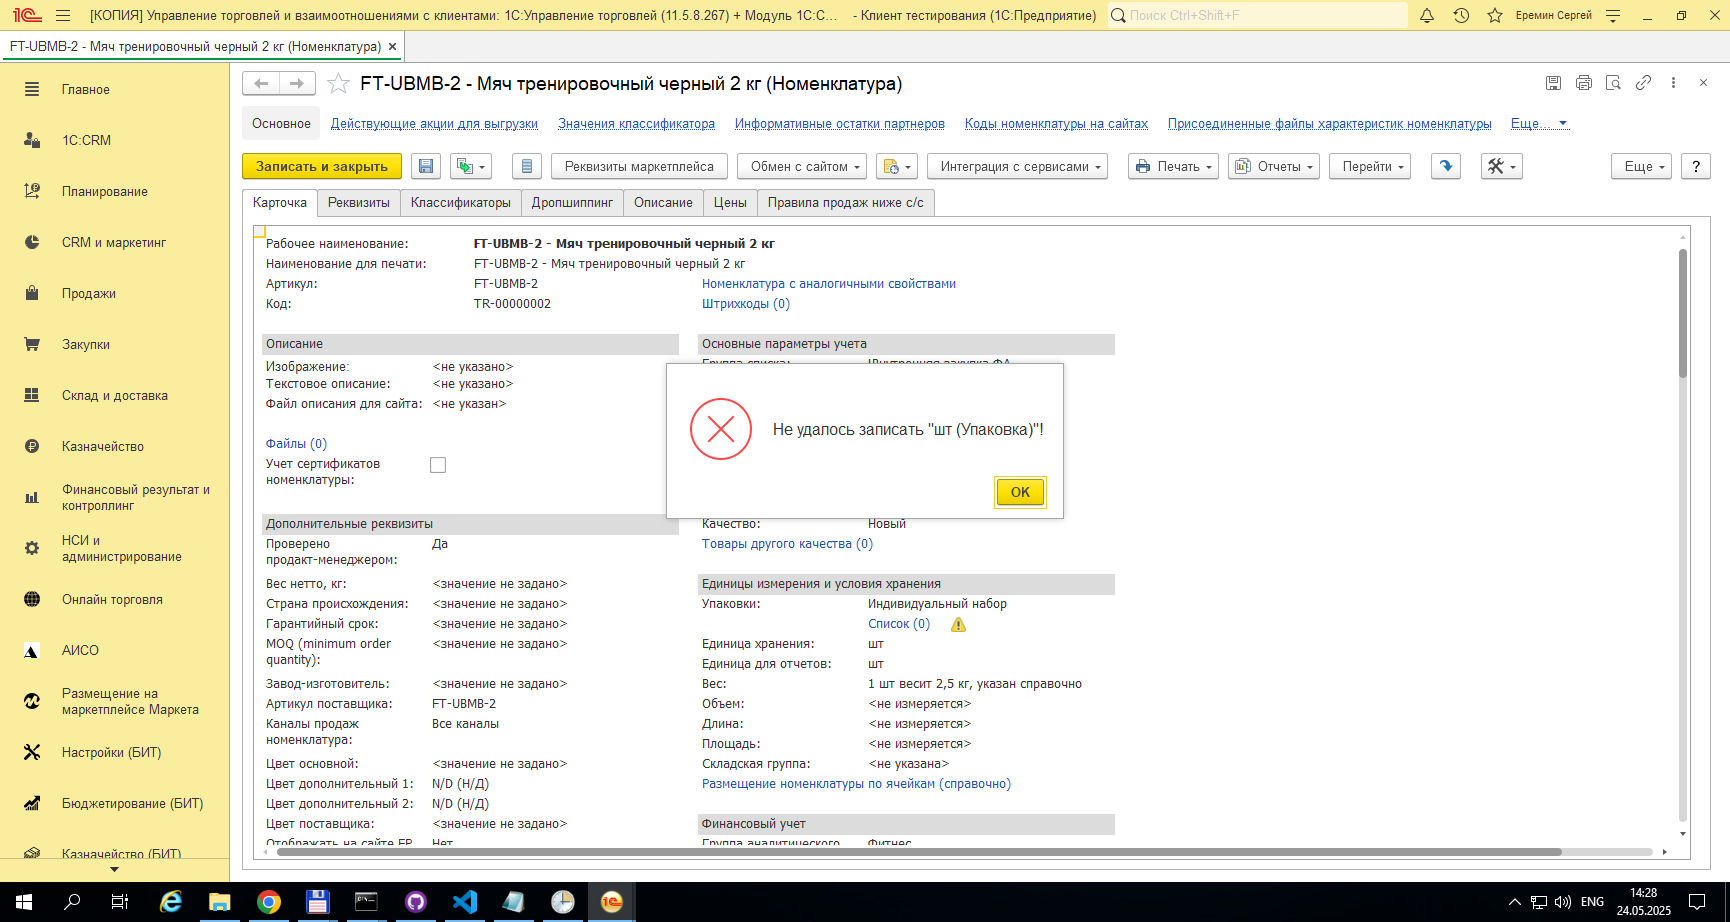 [КОПИЯ] Управление торговлей и взаимоотношениями с клиентами: 1С:Управление торговлей (11.5.8.267) + Модуль 1С:С... - Клиент тестирования (1С:Предприятие)
Поиск Ctrl+Shift+F
Еремин Сергей
FT-UBMB-2 - Мяч тренировочный черный 2 кг (Номенклатура) ×
Главное
1С:CRM
Планирование
CRM и маркетинг
Продажи
Закупки
Склад и доставка
Казначейство
Финансовый результат и
контроллинг
НСИ и
администрирование
Онлайн торговля
АИСО
Размещение на
маркетплейсе Маркета
Настройки (БИТ)
Бюджетирование (БИТ)
Казначейство (БИТ)
FT-UBMB-2 - Мяч тренировочный черный 2 кг (Номенклатура)
Основное Действующие акции для выгрузки Значения классификатора Информативные остатки партнеров Коды номенклатуры на сайтах Присоединенные файлы характеристик номенклатуры Еще...
Записать и закрыть Реквизиты маркетплейса Обмен с сайтом Интеграция с сервисами Печать Отчеты Перейти Еще ?
Карточка Реквизиты Классификаторы Дропшиппинг Описание Цены Правила продаж ниже с/с
Рабочее наименование: FT-UBMB-2 - Мяч тренировочный черный 2 кг
Наименование для печати: FT-UBMB-2 - Мяч тренировочный черный 2 кг
Артикул: FT-UBMB-2 Номенклатура с аналогичными свойствами
Код: TR-00000002 Штрихкоды (0)
Описание
Изображение: <не указано>
Текстовое описание: <не указано>
Файл описания для сайта: <не указан>
Файлы (0)
Учет сертификатов
номенклатуры:
Дополнительные реквизиты
Проверено
продакт-менеджером: Да
Вес нетто, кг: <значение не задано>
Страна происхождения: <значение не задано>
Гарантийный срок: <значение не задано>
MOQ (minimum order
quantity): <значение не задано>
Завод-изготовитель: <значение не задано>
Артикул поставщика: FT-UBMB-2
Каналы продаж
номенклатура: Все каналы
Цвет основной: <значение не задано>
Цвет дополнительный 1: N/D (Н/Д)
Цвет дополнительный 2: N/D (Н/Д)
Цвет поставщика: <значение не задано>
Отображать на сайте FP Нет
Основные параметры учета
Не удалось записать "шт (Упаковка)"!
OK
Качество: Новый
Товары другого качества (0)
Единицы измерения и условия хранения
Упаковки: Индивидуальный набор
Список (0)
Единица хранения: шт
Единица для отчетов: шт
Вес: 1 шт весит 2,5 кг, указан справочно
Объем: <не измеряется>
Длина: <не измеряется>
Площадь: <не измеряется>
Складская группа: <не указана>
Размещение номенклатуры по ячейкам (справочно)
Финансовый учет
Группа аналитического Фитнес
ENG
14:28
24.05.2025